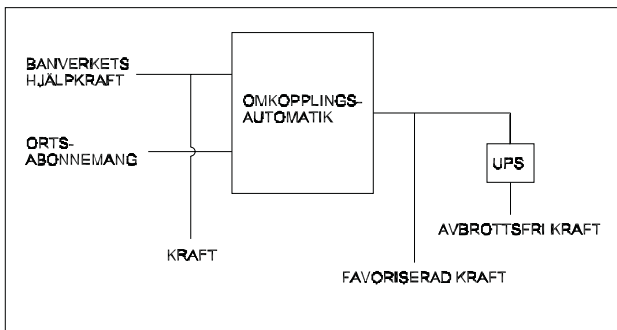 BANVERKETS
HJÄLPKRAFT
OMKOPPLINGS-
AUTOMATIK
ORTS-
ABONNEMANG
UPS
AVBROTTSFRI KRAFT
KRAFT
FAVORISERAD KRAFT